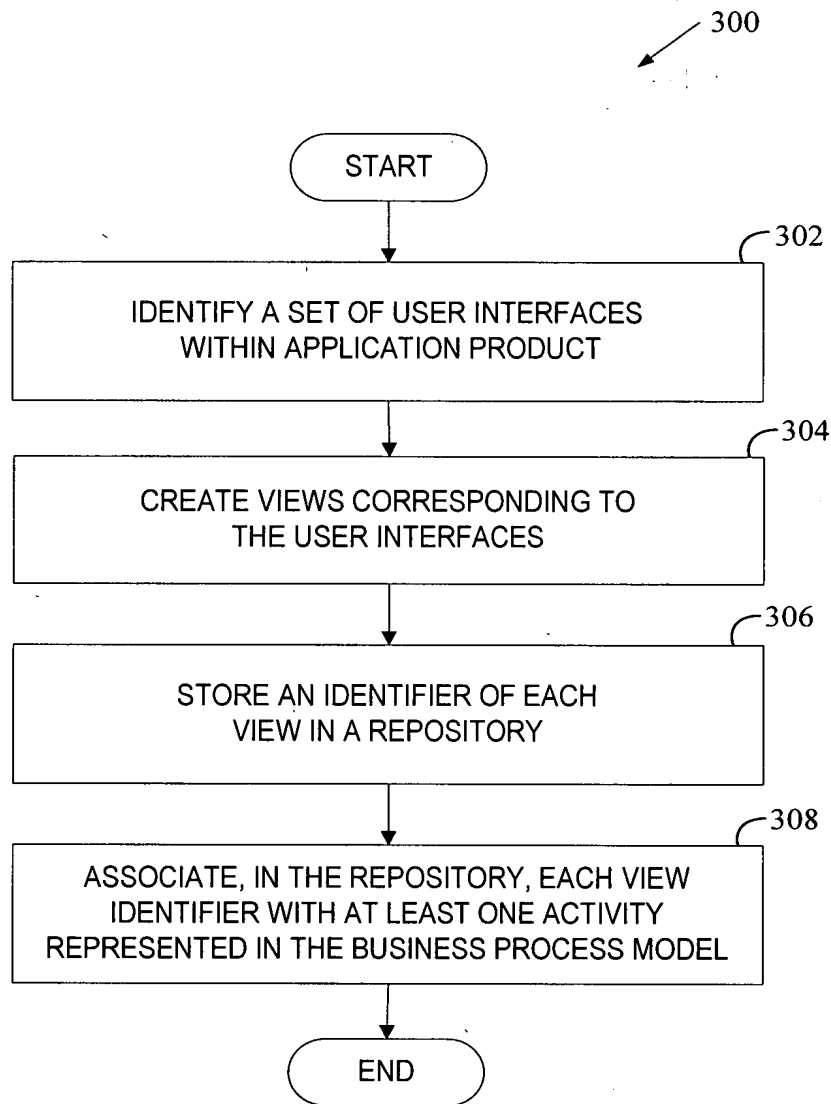 300
START
302
IDENTIFY A SET OF USER INTERFACES
WITHIN APPLICATION PRODUCT
304
CREATE VIEWS CORRESPONDING TO
THE USER INTERFACES
306
STORE AN IDENTIFIER OF EACH
VIEW IN A REPOSITORY
308
ASSOCIATE, IN THE REPOSITORY, EACH VIEW
IDENTIFIER WITH AT LEAST ONE ACTIVITY
REPRESENTED IN THE BUSINESS PROCESS MODEL
END